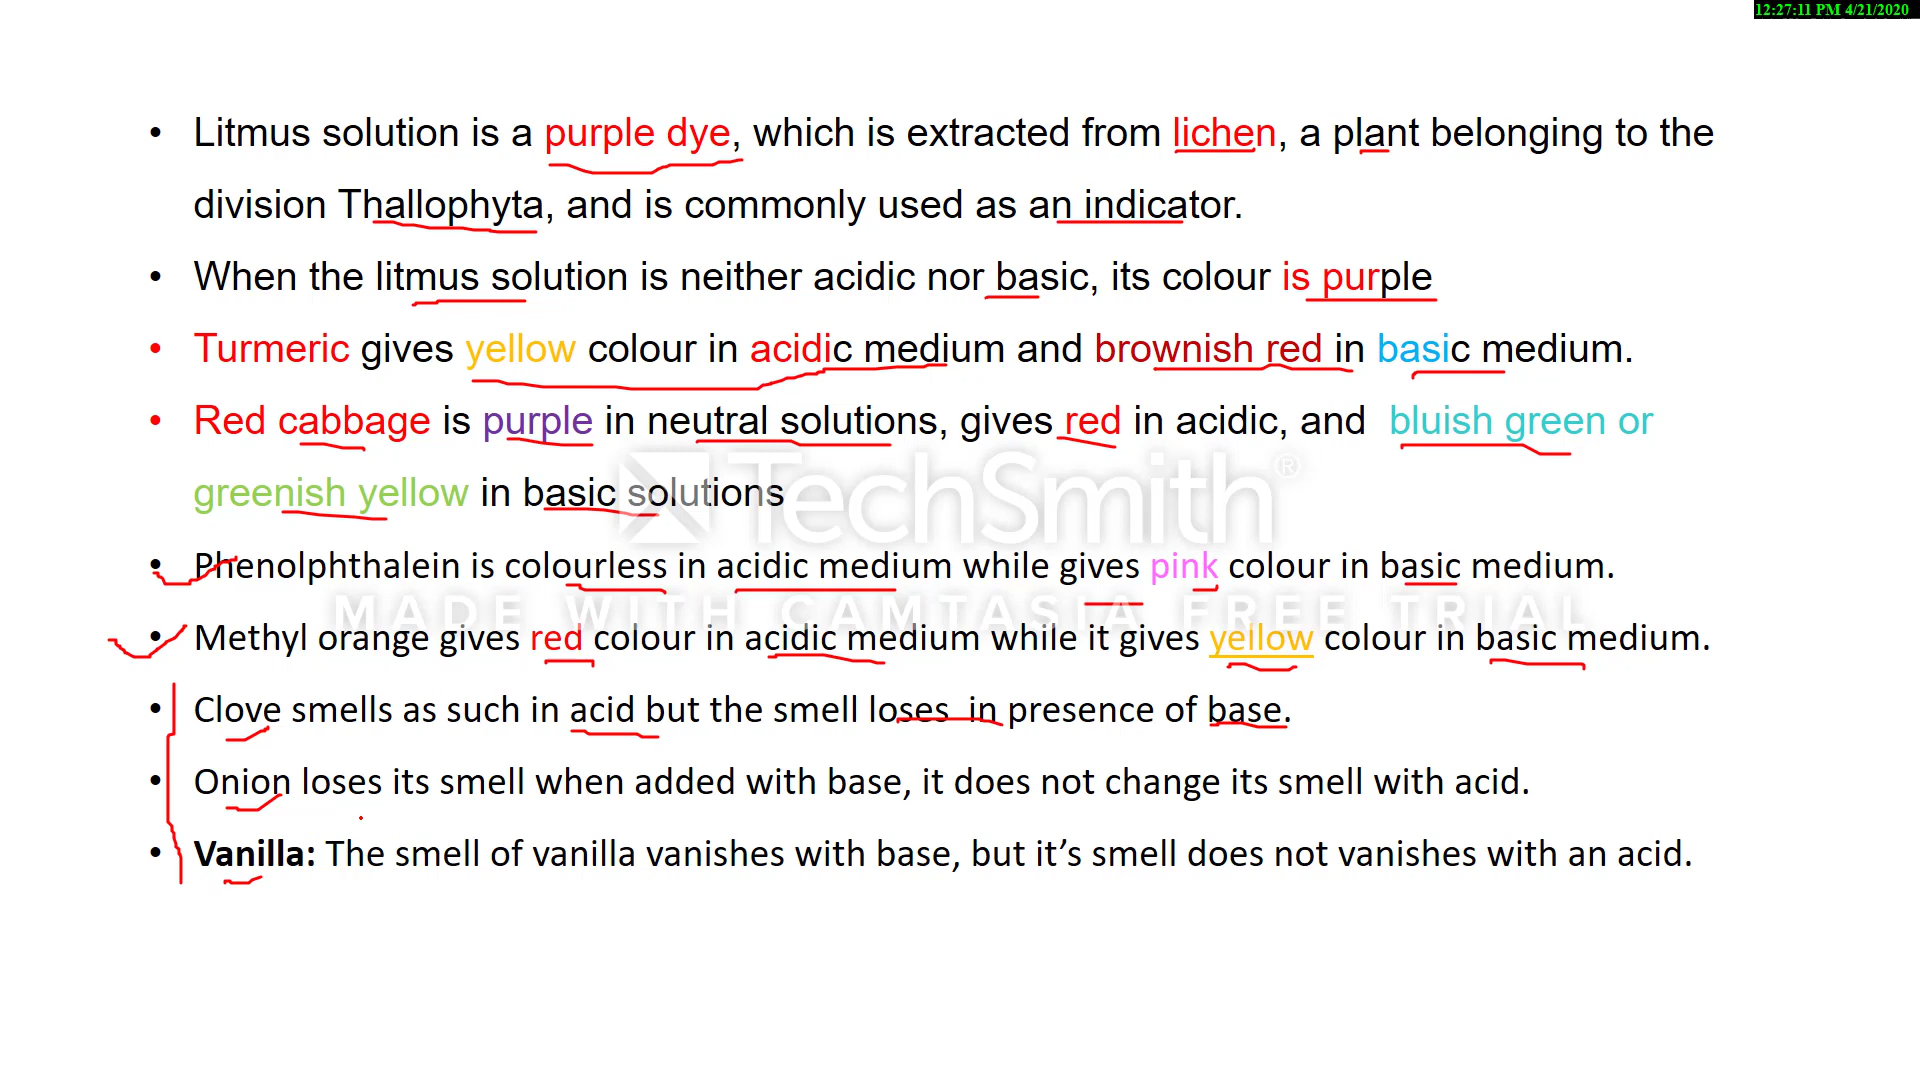 12:27:11 PM 4/21/2020
• Litmus solution is a purple dye, which is extracted from lichen, a plant belonging to the
division Thallophyta, and is commonly used as an indicator.
• When the litmus solution is neither acidic nor basic, its colour is purple
• Turmeric gives yellow colour in acidic medium and brownish red in basic medium.
• Red cabbage is purple in neutral solutions, gives red in acidic, and bluish green or
greenish yellow in basic solutions
TechSmith®
• Phenolphthalein is colourless in acidic medium while gives pink colour in basic medium.
MADE WITH CAMTASIA FREE TRIAL
• Methyl orange gives red colour in acidic medium while it gives yellow colour in basic medium.
• Clove smells as such in acid but the smell loses in presence of base.
• Onion loses its smell when added with base, it does not change its smell with acid.
• Vanilla: The smell of vanilla vanishes with base, but it’s smell does not vanishes with an acid.